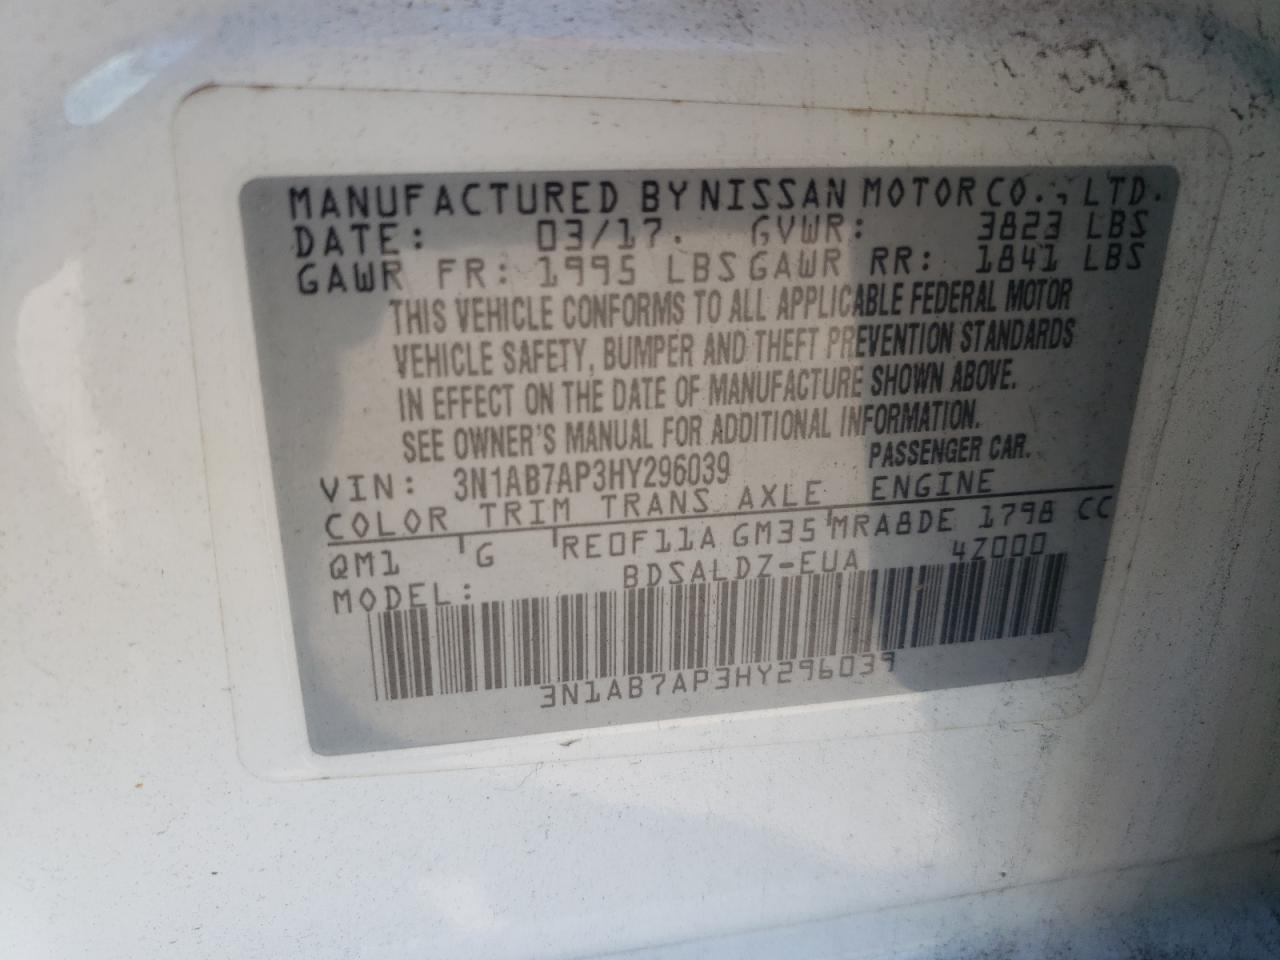 MANUFACTURED BY NISSAN MOTOR CO., LTD.
DATE: 03/17. GVWR: 3823 LBS
GAWR FR: 1995 LBS GAWR RR: 1841 LBS
THIS VEHICLE CONFORMS TO ALL APPLICABLE FEDERAL MOTOR
VEHICLE SAFETY, BUMPER AND THEFT PREVENTION STANDARDS
IN EFFECT ON THE DATE OF MANUFACTURE SHOWN ABOVE.
SEE OWNER'S MANUAL FOR ADDITIONAL INFORMATION.
VIN: 3N1AB7AP3HY296039 PASSENGER CAR.
COLOR TRIM TRANS AXLE ENGINE
QM1 G RE0F11A GM35 MRA8DE 1798 CC
MODEL: BDSALDZ-EUA 4Z000
3N1AB7AP3HY296039